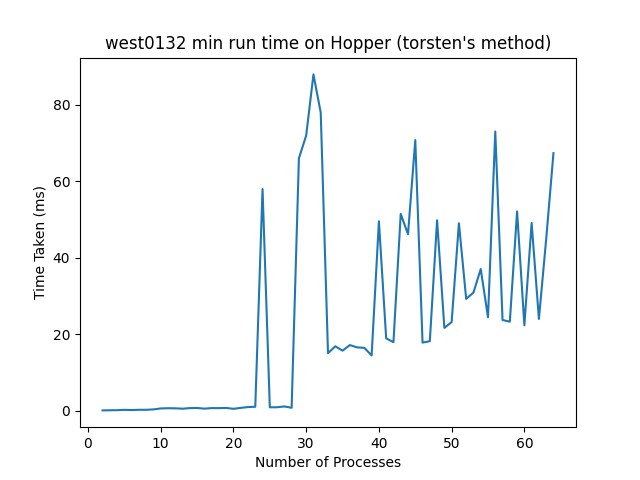 west0132 min run time on Hopper (torsten's method)
Time Taken (ms)
80
60
40
20
0
0 10 20 30 40 50 60
Number of Processes